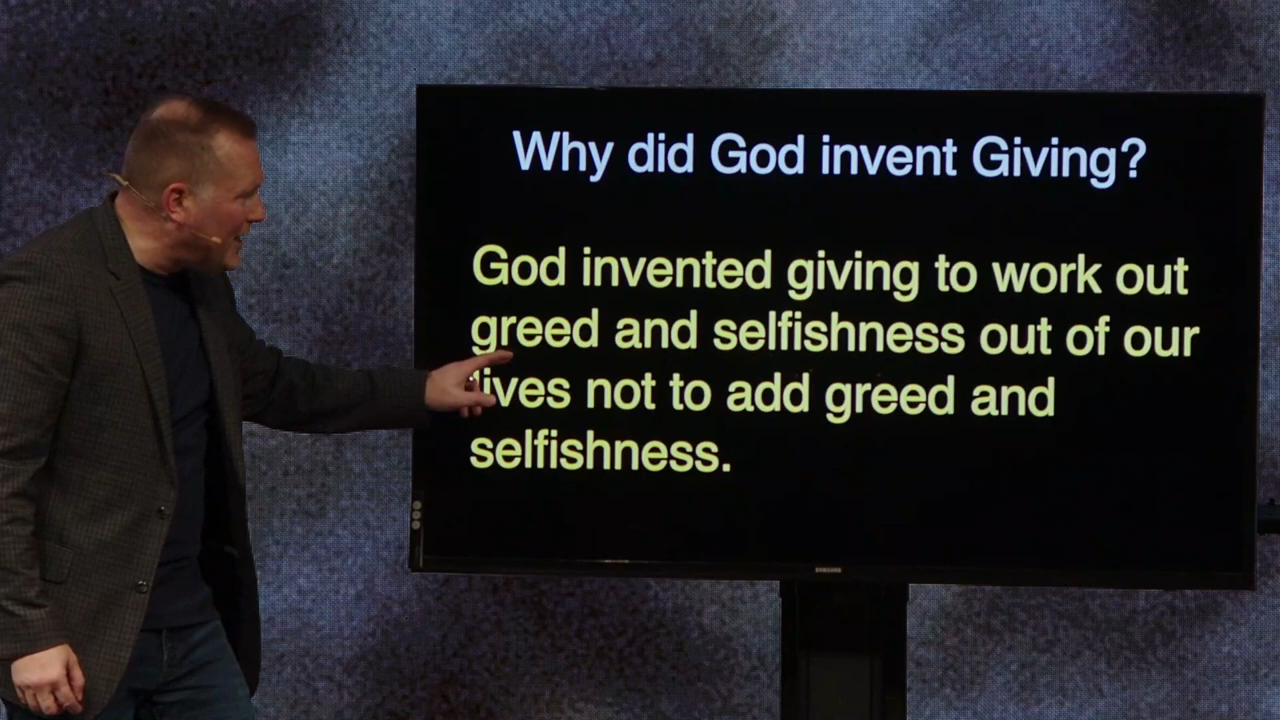 Why did God invent Giving?
God invented giving to work out
greed and selfishness out of our
lives not to add greed and
selfishness.
SAMSUNG